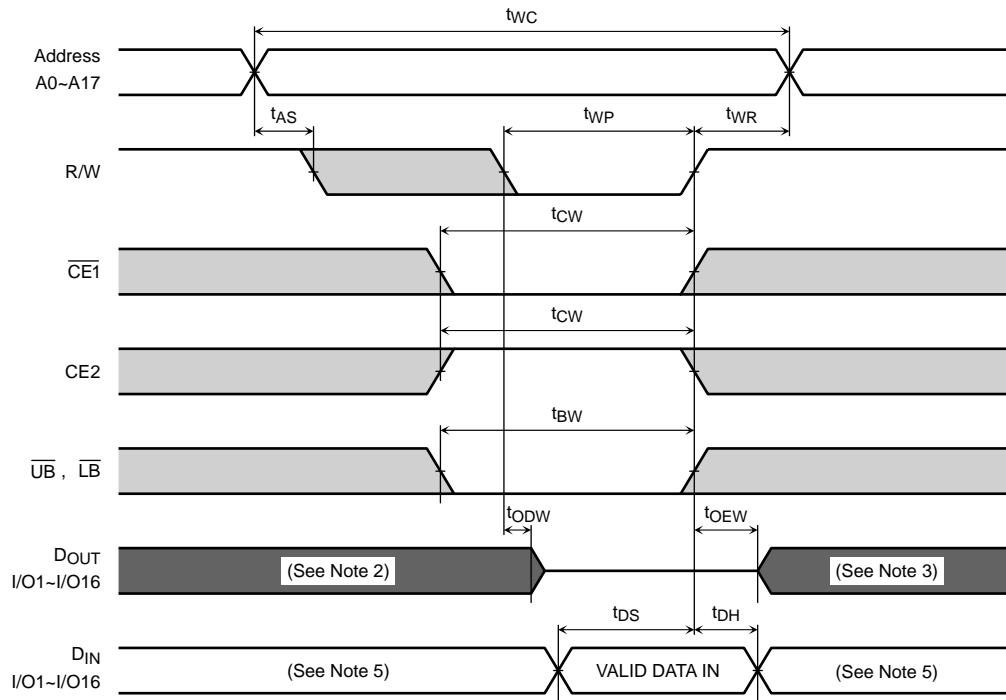 tWC
Address
A0~A17
tAS
tWP
tWR
R/W
tCW
CE1
tCW
CE2
tBW
UB , LB
tODW
tOEW
DOUT
I/O1~I/O16
(See Note 2)
(See Note 3)
tDS
tDH
DIN
I/O1~I/O16
(See Note 5)
VALID DATA IN
(See Note 5)